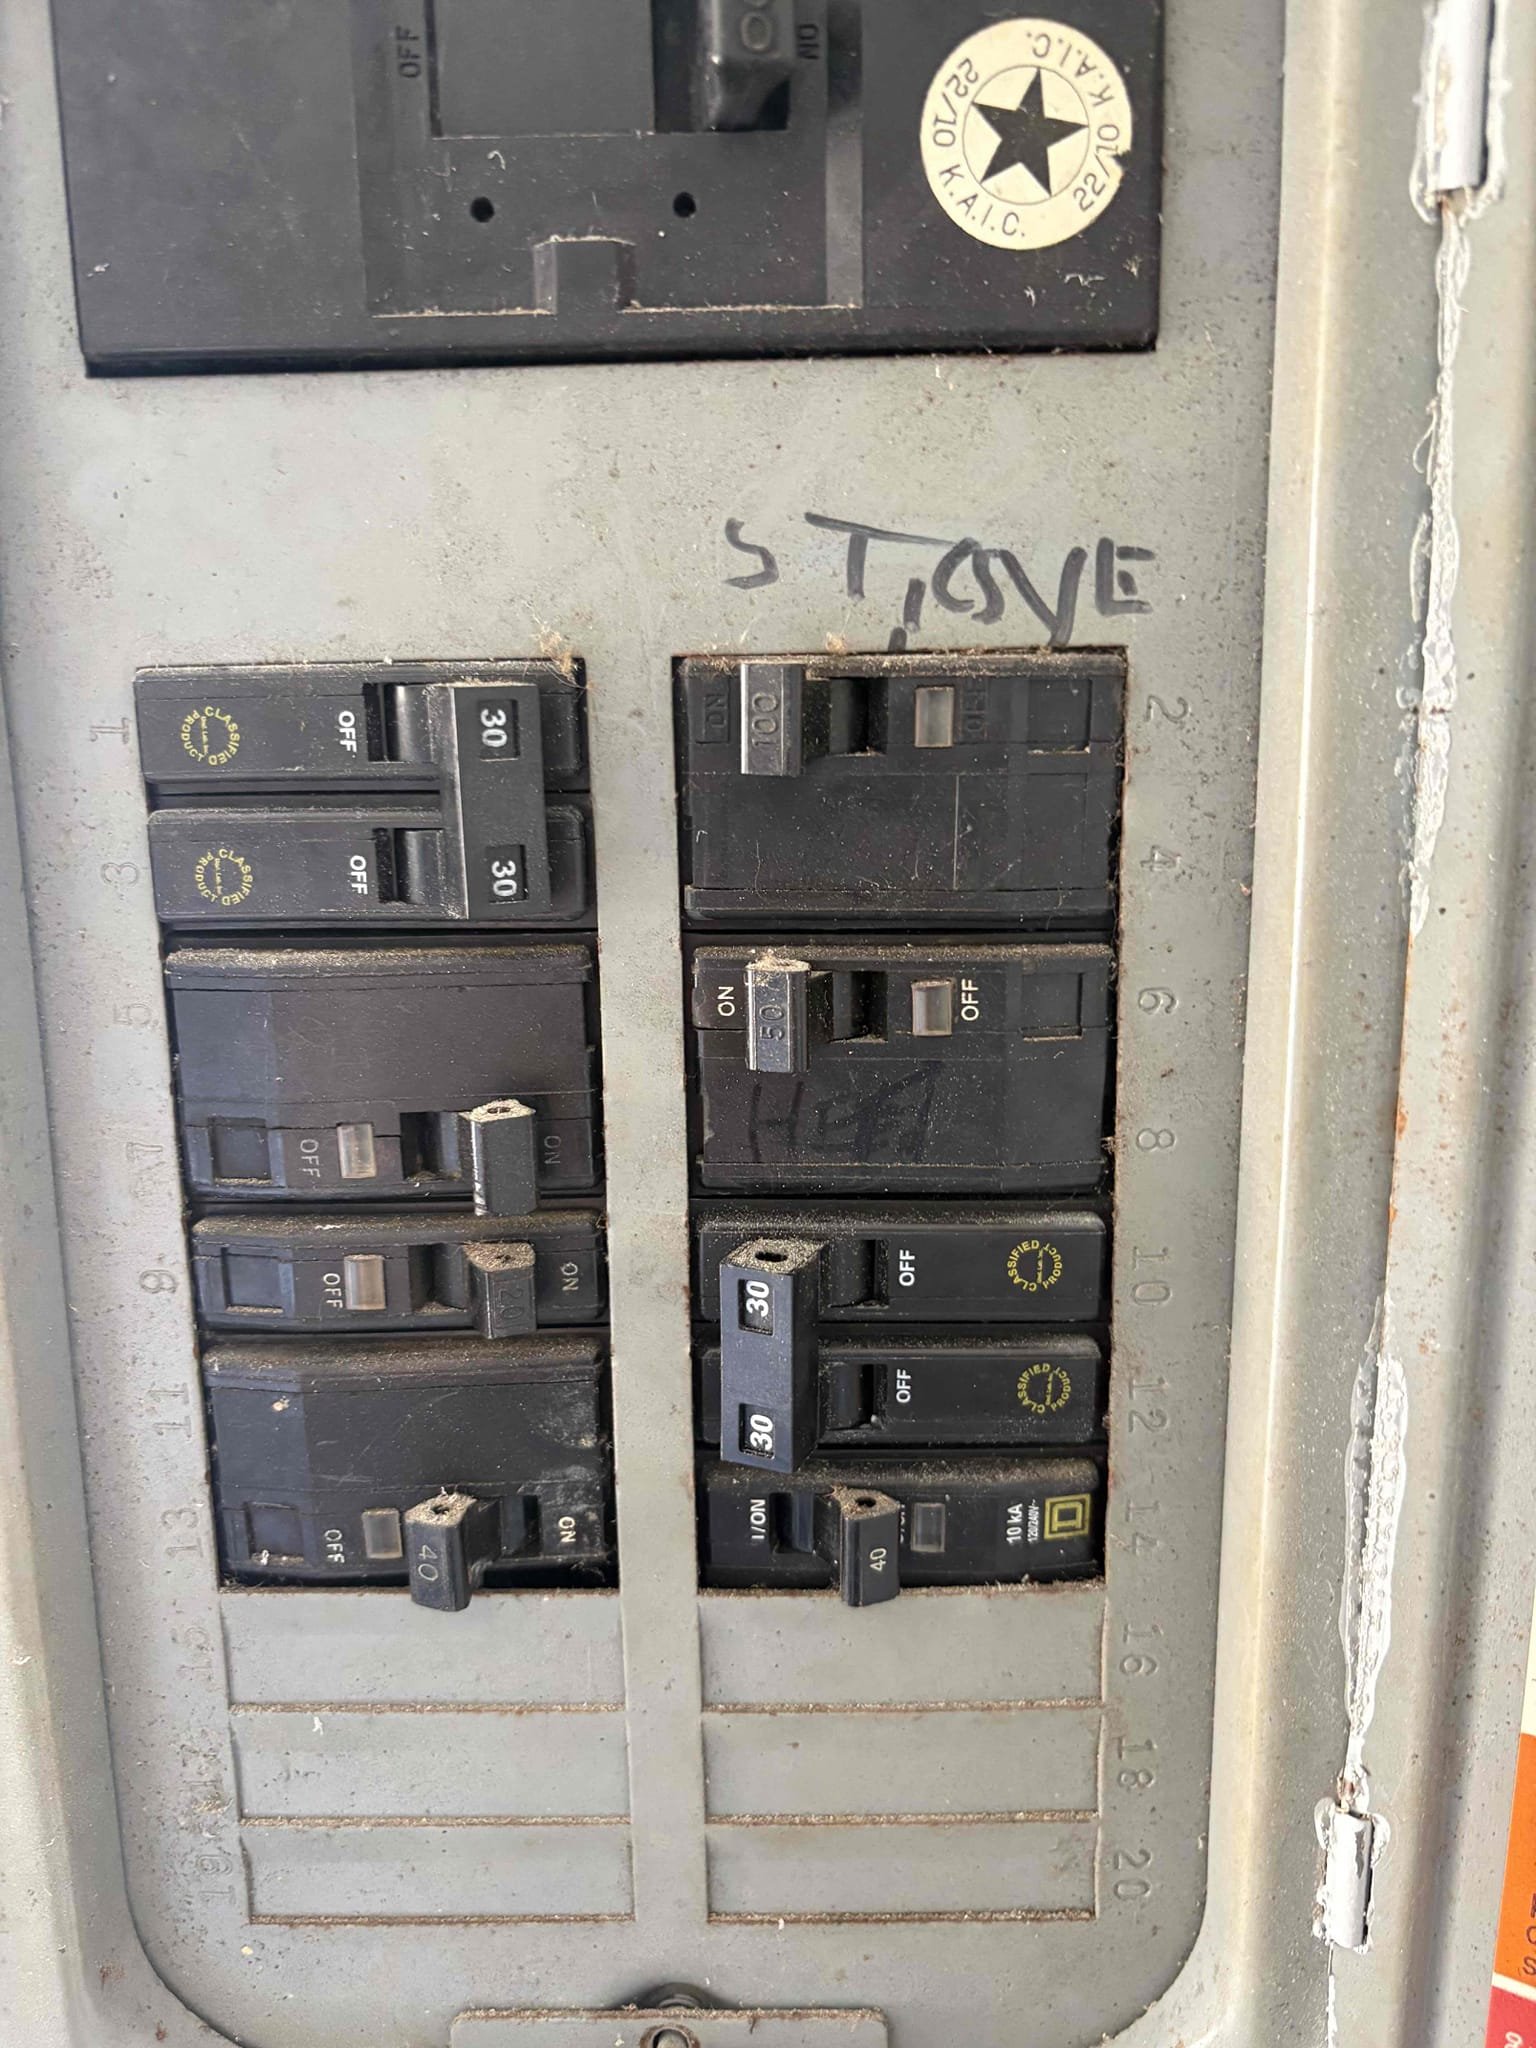 OFF
ON
22/10 K.A.I.C. 22/10 K.A.I.C.
STOVE
1
OFF
30
CLASSIFIED PRODUCT
3
OFF
30
CLASSIFIED PRODUCT
ON
100
OFF
2
4
5
7
OFF
ON
ON
50
OFF
6
8
9
OFF
20
ON
30
OFF
CLASSIFIED PRODUCT
10
30
OFF
CLASSIFIED PRODUCT
12
11
13
OFF
40
ON
I/ON
40
10 kA
120/240V~
D
14
15
16
17
18
19
20